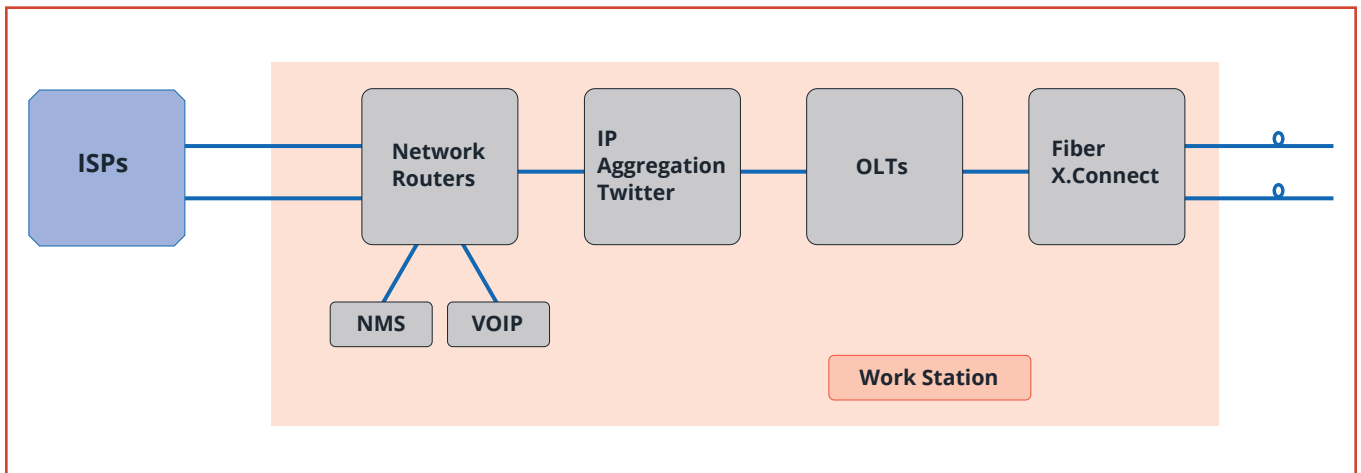 ISPs
Network
Routers
IP
Aggregation
Twitter
OLTs
Fiber
X.Connect
NMS
VOIP
Work Station